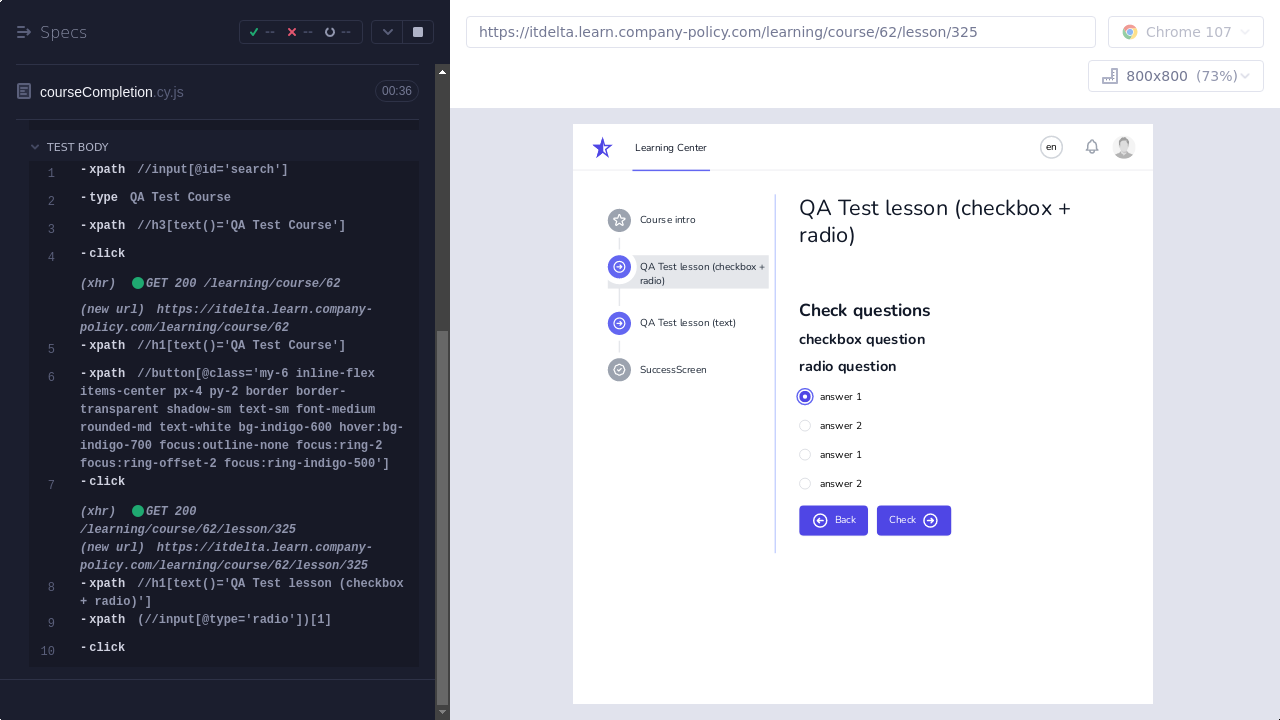 Specs
--
--
--
courseCompletion.cy.js
00:36
TEST BODY
1 -xpath //input[@id='search']
2 -type QA Test Course
3 -xpath //h3[text()='QA Test Course']
4 -click
(xhr) GET 200 /learning/course/62
(new url) https://itdelta.learn.company-
policy.com/learning/course/62
5 -xpath //h1[text()='QA Test Course']
6 -xpath //button[@class='my-6 inline-flex
items-center px-4 py-2 border border-
transparent shadow-sm text-sm font-medium
rounded-md text-white bg-indigo-600 hover:bg-
indigo-700 focus:outline-none focus:ring-2
focus:ring-offset-2 focus:ring-indigo-500']
7 -click
(xhr) GET 200
/learning/course/62/lesson/325
(new url) https://itdelta.learn.company-
policy.com/learning/course/62/lesson/325
8 -xpath //h1[text()='QA Test lesson (checkbox
+ radio)']
9 -xpath (//input[@type='radio'])[1]
10 -click
https://itdelta.learn.company-policy.com/learning/course/62/lesson/325
Chrome 107
800x800 (73%)
Learning Center
en
Course intro
QA Test lesson (checkbox +
radio)
QA Test lesson (text)
SuccessScreen
QA Test lesson (checkbox +
radio)
Check questions
checkbox question
radio question
answer 1
answer 2
answer 1
answer 2
Back
Check